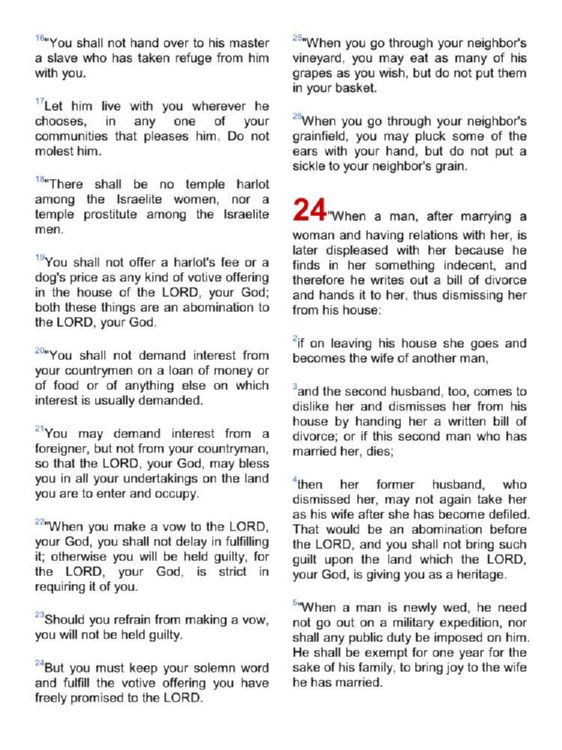 16"You shall not hand over to his master
a slave who has taken refuge from him
with you.
17Let him live with you wherever he
chooses, in any one of your
communities that pleases him. Do not
molest him.
18"There shall be no temple harlot
among the Israelite women, nor a
temple prostitute among the Israelite
men.
19You shall not offer a harlot's fee or a
dog's price as any kind of votive offering
in the house of the LORD, your God;
both these things are an abomination to
the LORD, your God.
20"You shall not demand interest from
your countrymen on a loan of money or
of food or of anything else on which
interest is usually demanded.
21You may demand interest from a
foreigner, but not from your countryman,
so that the LORD, your God, may bless
you in all your undertakings on the land
you are to enter and occupy.
22"When you make a vow to the LORD,
your God, you shall not delay in fulfilling
it; otherwise you will be held guilty, for
the LORD, your God, is strict in
requiring it of you.
23Should you refrain from making a vow,
you will not be held guilty.
24But you must keep your solemn word
and fulfill the votive offering you have
freely promised to the LORD.
25"When you go through your neighbor's
vineyard, you may eat as many of his
grapes as you wish, but do not put them
in your basket.
26When you go through your neighbor's
grainfield, you may pluck some of the
ears with your hand, but do not put a
sickle to your neighbor's grain.
24"When a man, after marrying a
woman and having relations with her, is
later displeased with her because he
finds in her something indecent, and
therefore he writes out a bill of divorce
and hands it to her, thus dismissing her
from his house:
2if on leaving his house she goes and
becomes the wife of another man,
3and the second husband, too, comes to
dislike her and dismisses her from his
house by handing her a written bill of
divorce; or if this second man who has
married her, dies;
4then her former husband, who
dismissed her, may not again take her
as his wife after she has become defiled.
That would be an abomination before
the LORD, and you shall not bring such
guilt upon the land which the LORD,
your God, is giving you as a heritage.
5"When a man is newly wed, he need
not go out on a military expedition, nor
shall any public duty be imposed on him.
He shall be exempt for one year for the
sake of his family, to bring joy to the wife
he has married.